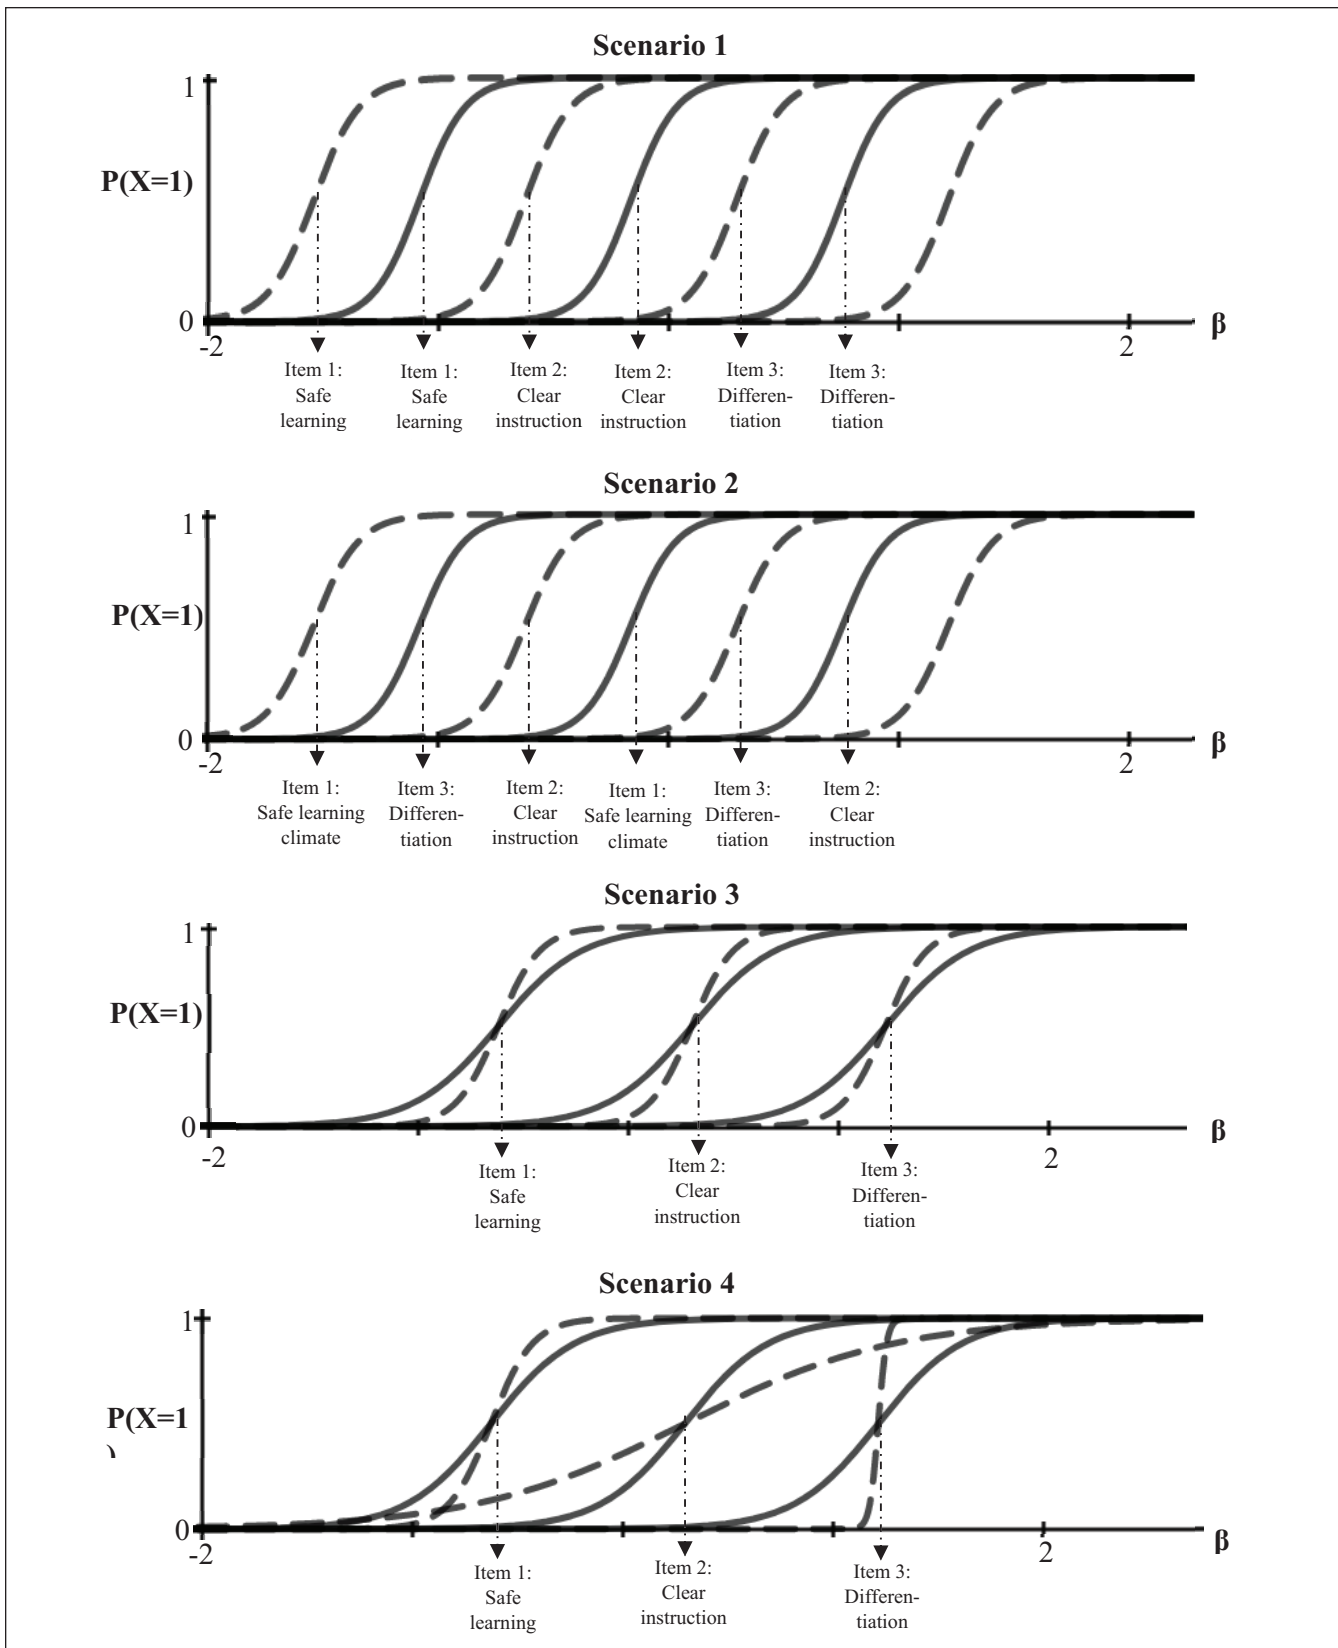 Scenario 1
1
P(X=1)
0
-2
2
β
Item 1:
Safe
learning
Item 1:
Safe
learning
Item 2:
Clear
instruction
Item 2:
Clear
instruction
Item 3:
Differen-
tiation
Item 3:
Differen-
tiation
Scenario 2
1
P(X=1)
0
-2
2
β
Item 1:
Safe learning
climate
Item 3:
Differen-
tiation
Item 2:
Clear
instruction
Item 1:
Safe learning
climate
Item 3:
Differen-
tiation
Item 2:
Clear
instruction
Scenario 3
1
P(X=1)
0
-2
2
β
Item 1:
Safe
learning
Item 2:
Clear
instruction
Item 3:
Differen-
tiation
Scenario 4
1
P(X=1
)
0
-2
2
β
Item 1:
Safe
learning
Item 2:
Clear
instruction
Item 3:
Differen-
tiation